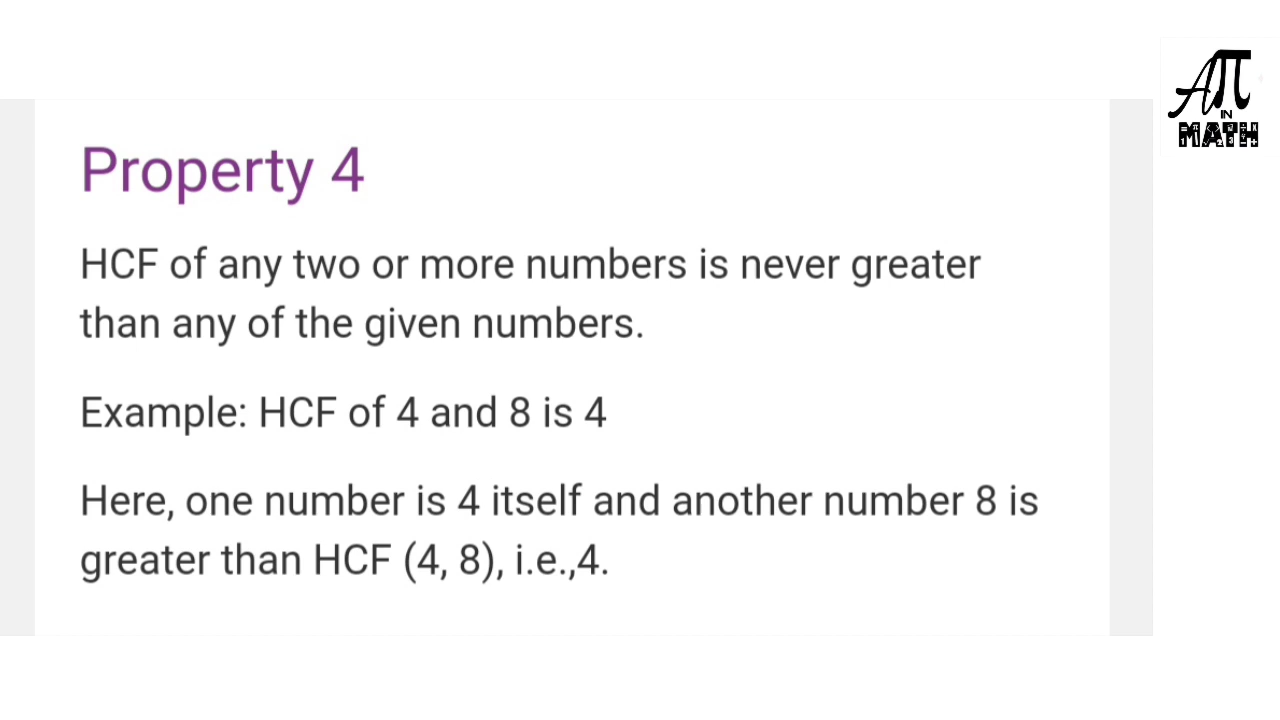 Aπ
IN
MATH
Property 4
HCF of any two or more numbers is never greater
than any of the given numbers.
Example: HCF of 4 and 8 is 4
Here, one number is 4 itself and another number 8 is
greater than HCF (4, 8), i.e.,4.